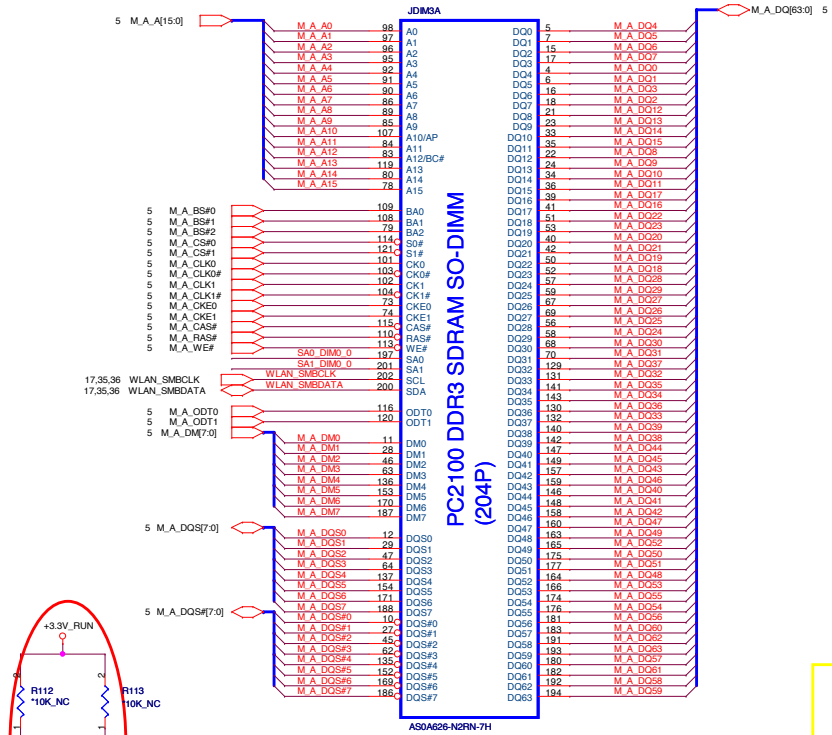 JDIM3A
5 M_A_A[15:0]
M_A_A0 98 A0
M_A_A1 97 A1
M_A_A2 96 A2
M_A_A3 95 A3
M_A_A4 92 A4
M_A_A5 91 A5
M_A_A6 90 A6
M_A_A7 86 A7
M_A_A8 89 A8
M_A_A9 85 A9
M_A_A10 107 A10/AP
M_A_A11 84 A11
M_A_A12 83 A12/BC#
M_A_A13 119 A13
M_A_A14 80 A14
M_A_A15 78 A15
5 M_A_BS#0 109 BA0
5 M_A_BS#1 108 BA1
5 M_A_BS#2 79 BA2
5 M_A_CS#0 114 S0#
5 M_A_CS#1 121 S1#
5 M_A_CLK0 101 CK0
5 M_A_CLK0# 103 CK0#
5 M_A_CLK1 102 CK1
5 M_A_CLK1# 104 CK1#
5 M_A_CKE0 73 CKE0
5 M_A_CKE1 74 CKE1
5 M_A_CAS# 115 CAS#
5 M_A_RAS# 110 RAS#
5 M_A_WE# 113 WE#
SA0_DIM0_0 197 SA0
SA1_DIM0_0 201 SA1
17,35,36 WLAN_SMBCLK WLAN_SMBCLK 202 SCL
17,35,36 WLAN_SMBDATA WLAN_SMBDATA 200 SDA
5 M_A_ODT0 116 ODT0
5 M_A_ODT1 120 ODT1
5 M_A_DM[7:0]
M_A_DM0 11 DM0
M_A_DM1 28 DM1
M_A_DM2 46 DM2
M_A_DM3 63 DM3
M_A_DM4 136 DM4
M_A_DM5 153 DM5
M_A_DM6 170 DM6
M_A_DM7 187 DM7
5 M_A_DQS[7:0]
M_A_DQS0 12 DQS0
M_A_DQS1 29 DQS1
M_A_DQS2 47 DQS2
M_A_DQS3 64 DQS3
M_A_DQS4 137 DQS4
M_A_DQS5 154 DQS5
M_A_DQS6 171 DQS6
M_A_DQS7 188 DQS7
5 M_A_DQS#[7:0]
M_A_DQS#0 10 DQS#0
M_A_DQS#1 27 DQS#1
M_A_DQS#2 45 DQS#2
M_A_DQS#3 62 DQS#3
M_A_DQS#4 135 DQS#4
M_A_DQS#5 152 DQS#5
M_A_DQS#6 169 DQS#6
M_A_DQS#7 186 DQS#7
PC2100 DDR3 SDRAM SO-DIMM
(204P)
M_A_DQ[63:0] 5
DQ0 5 M_A_DQ4
DQ1 7 M_A_DQ5
DQ2 15 M_A_DQ6
DQ3 17 M_A_DQ7
DQ4 4 M_A_DQ0
DQ5 6 M_A_DQ1
DQ6 16 M_A_DQ3
DQ7 18 M_A_DQ2
DQ8 21 M_A_DQ12
DQ9 23 M_A_DQ13
DQ10 33 M_A_DQ14
DQ11 35 M_A_DQ15
DQ12 22 M_A_DQ8
DQ13 24 M_A_DQ9
DQ14 34 M_A_DQ10
DQ15 36 M_A_DQ11
DQ16 39 M_A_DQ17
DQ17 41 M_A_DQ16
DQ18 51 M_A_DQ22
DQ19 53 M_A_DQ23
DQ20 40 M_A_DQ20
DQ21 42 M_A_DQ21
DQ22 50 M_A_DQ19
DQ23 52 M_A_DQ18
DQ24 57 M_A_DQ28
DQ25 59 M_A_DQ29
DQ26 67 M_A_DQ27
DQ27 69 M_A_DQ26
DQ28 56 M_A_DQ25
DQ29 58 M_A_DQ24
DQ30 68 M_A_DQ30
DQ31 70 M_A_DQ31
DQ32 129 M_A_DQ37
DQ33 131 M_A_DQ32
DQ34 141 M_A_DQ35
DQ35 143 M_A_DQ34
DQ36 130 M_A_DQ36
DQ37 132 M_A_DQ33
DQ38 140 M_A_DQ39
DQ39 142 M_A_DQ38
DQ40 147 M_A_DQ44
DQ41 149 M_A_DQ45
DQ42 157 M_A_DQ43
DQ43 159 M_A_DQ46
DQ44 146 M_A_DQ40
DQ45 148 M_A_DQ41
DQ46 158 M_A_DQ42
DQ47 160 M_A_DQ47
DQ48 163 M_A_DQ49
DQ49 165 M_A_DQ52
DQ50 175 M_A_DQ50
DQ51 177 M_A_DQ51
DQ52 164 M_A_DQ48
DQ53 166 M_A_DQ53
DQ54 174 M_A_DQ55
DQ55 176 M_A_DQ54
DQ56 181 M_A_DQ56
DQ57 183 M_A_DQ60
DQ58 191 M_A_DQ62
DQ59 193 M_A_DQ63
DQ60 180 M_A_DQ57
DQ61 182 M_A_DQ61
DQ62 192 M_A_DQ58
DQ63 194 M_A_DQ59
AS0A626-N2RN-7H
+3.3V_RUN
2 2
R112 R113
*10K_NC *10K_NC
1 1